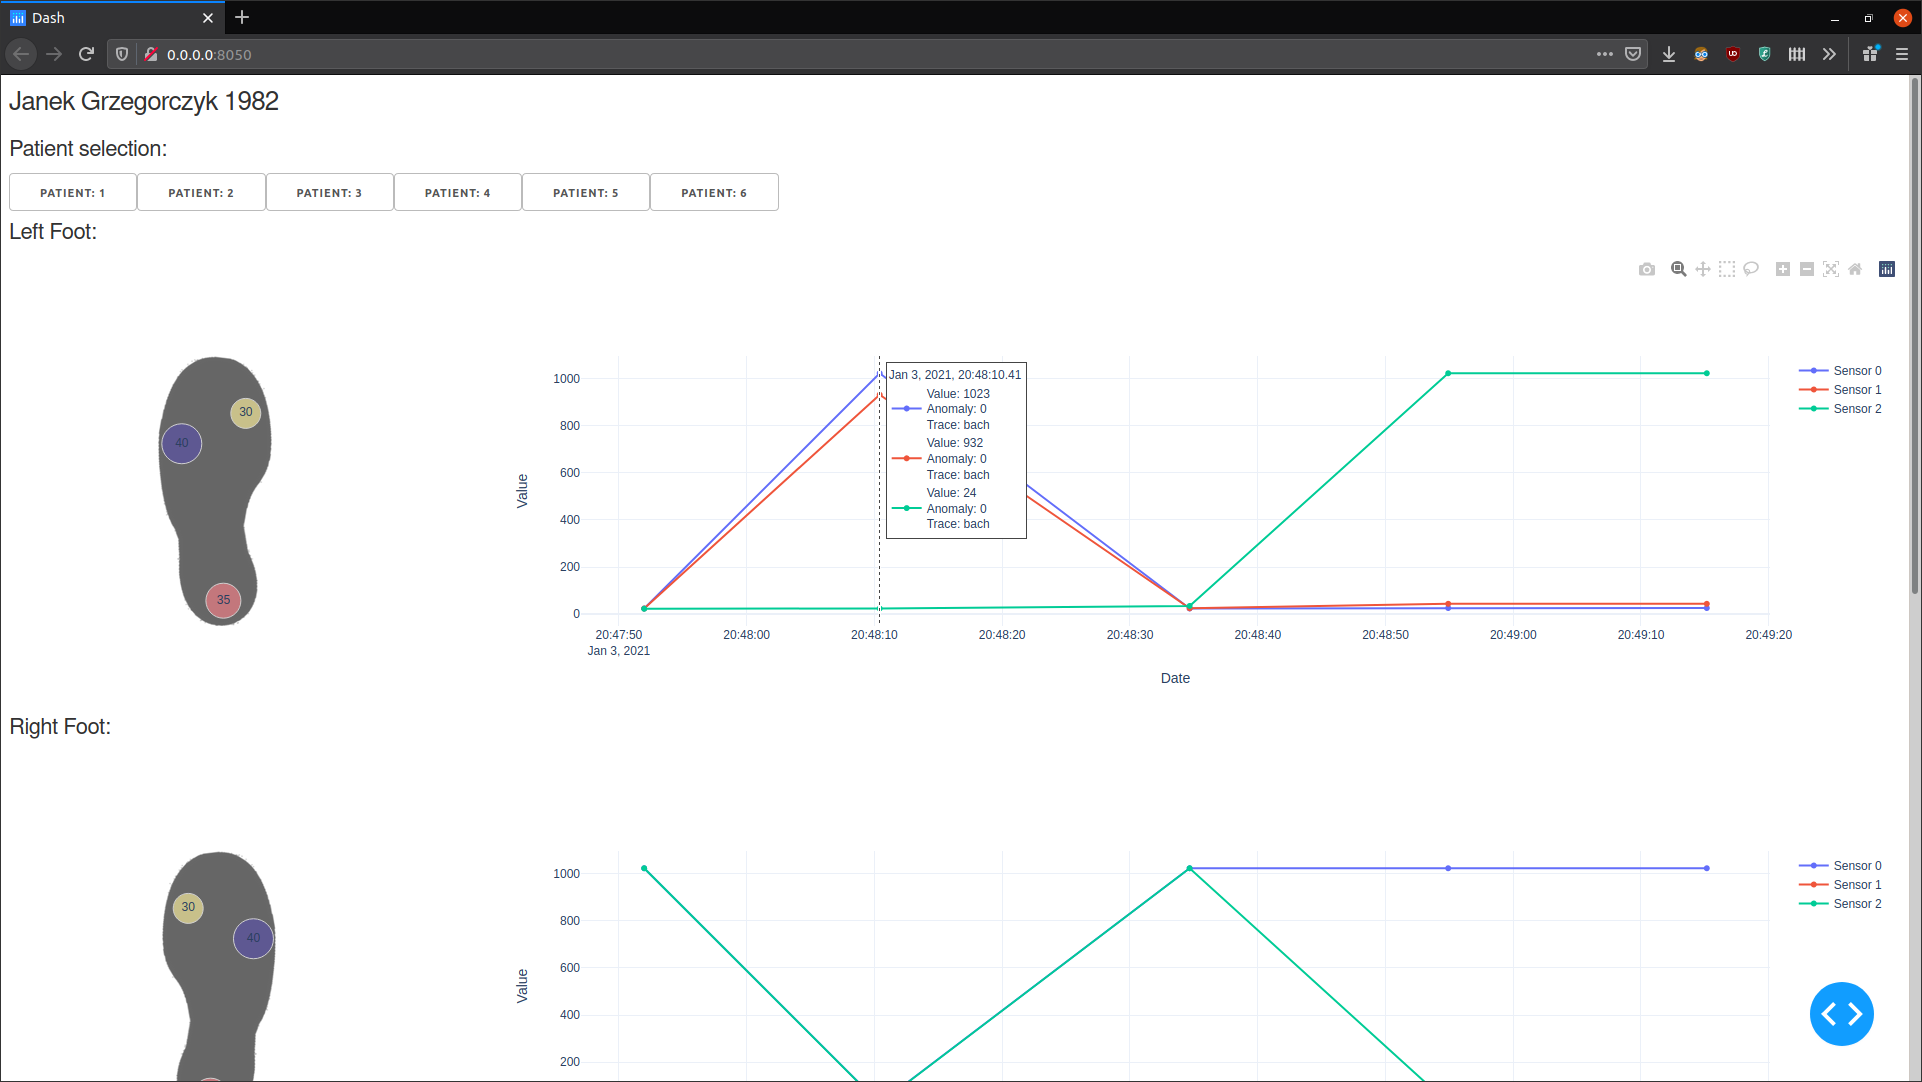 Dash
0.0.0.0:8050
Janek Grzegorczyk 1982
Patient selection:
PATIENT: 1 PATIENT: 2 PATIENT: 3 PATIENT: 4 PATIENT: 5 PATIENT: 6
Left Foot:
30
40
35
Value
1000
800
600
400
200
0
Jan 3, 2021, 20:48:10.41
Value: 1023
Anomaly: 0
Trace: bach
Value: 932
Anomaly: 0
Trace: bach
Value: 24
Anomaly: 0
Trace: bach
Sensor 0
Sensor 1
Sensor 2
20:47:50 20:48:00 20:48:10 20:48:20 20:48:30 20:48:40 20:48:50 20:49:00 20:49:10 20:49:20
Jan 3, 2021
Date
Right Foot:
30
40
Value
1000
800
600
400
200
Sensor 0
Sensor 1
Sensor 2